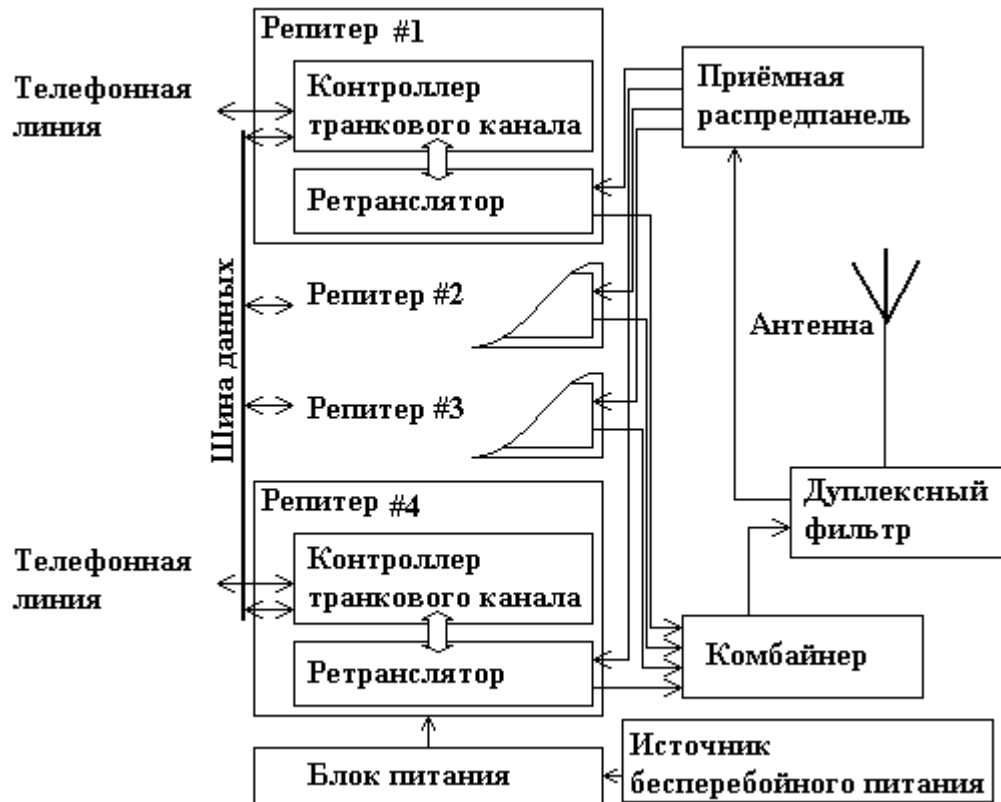 Репитер #1
Контроллер
транкового канала
Ретранслятор
Телефонная
линия
Приёмная
распредпанель
Шина данных
Репитер #2
Репитер #3
Антенна
Дуплексный
фильтр
Репитер #4
Контроллер
транкового канала
Ретранслятор
Телефонная
линия
Комбайнер
Блок питания
Источник
бесперебойного питания